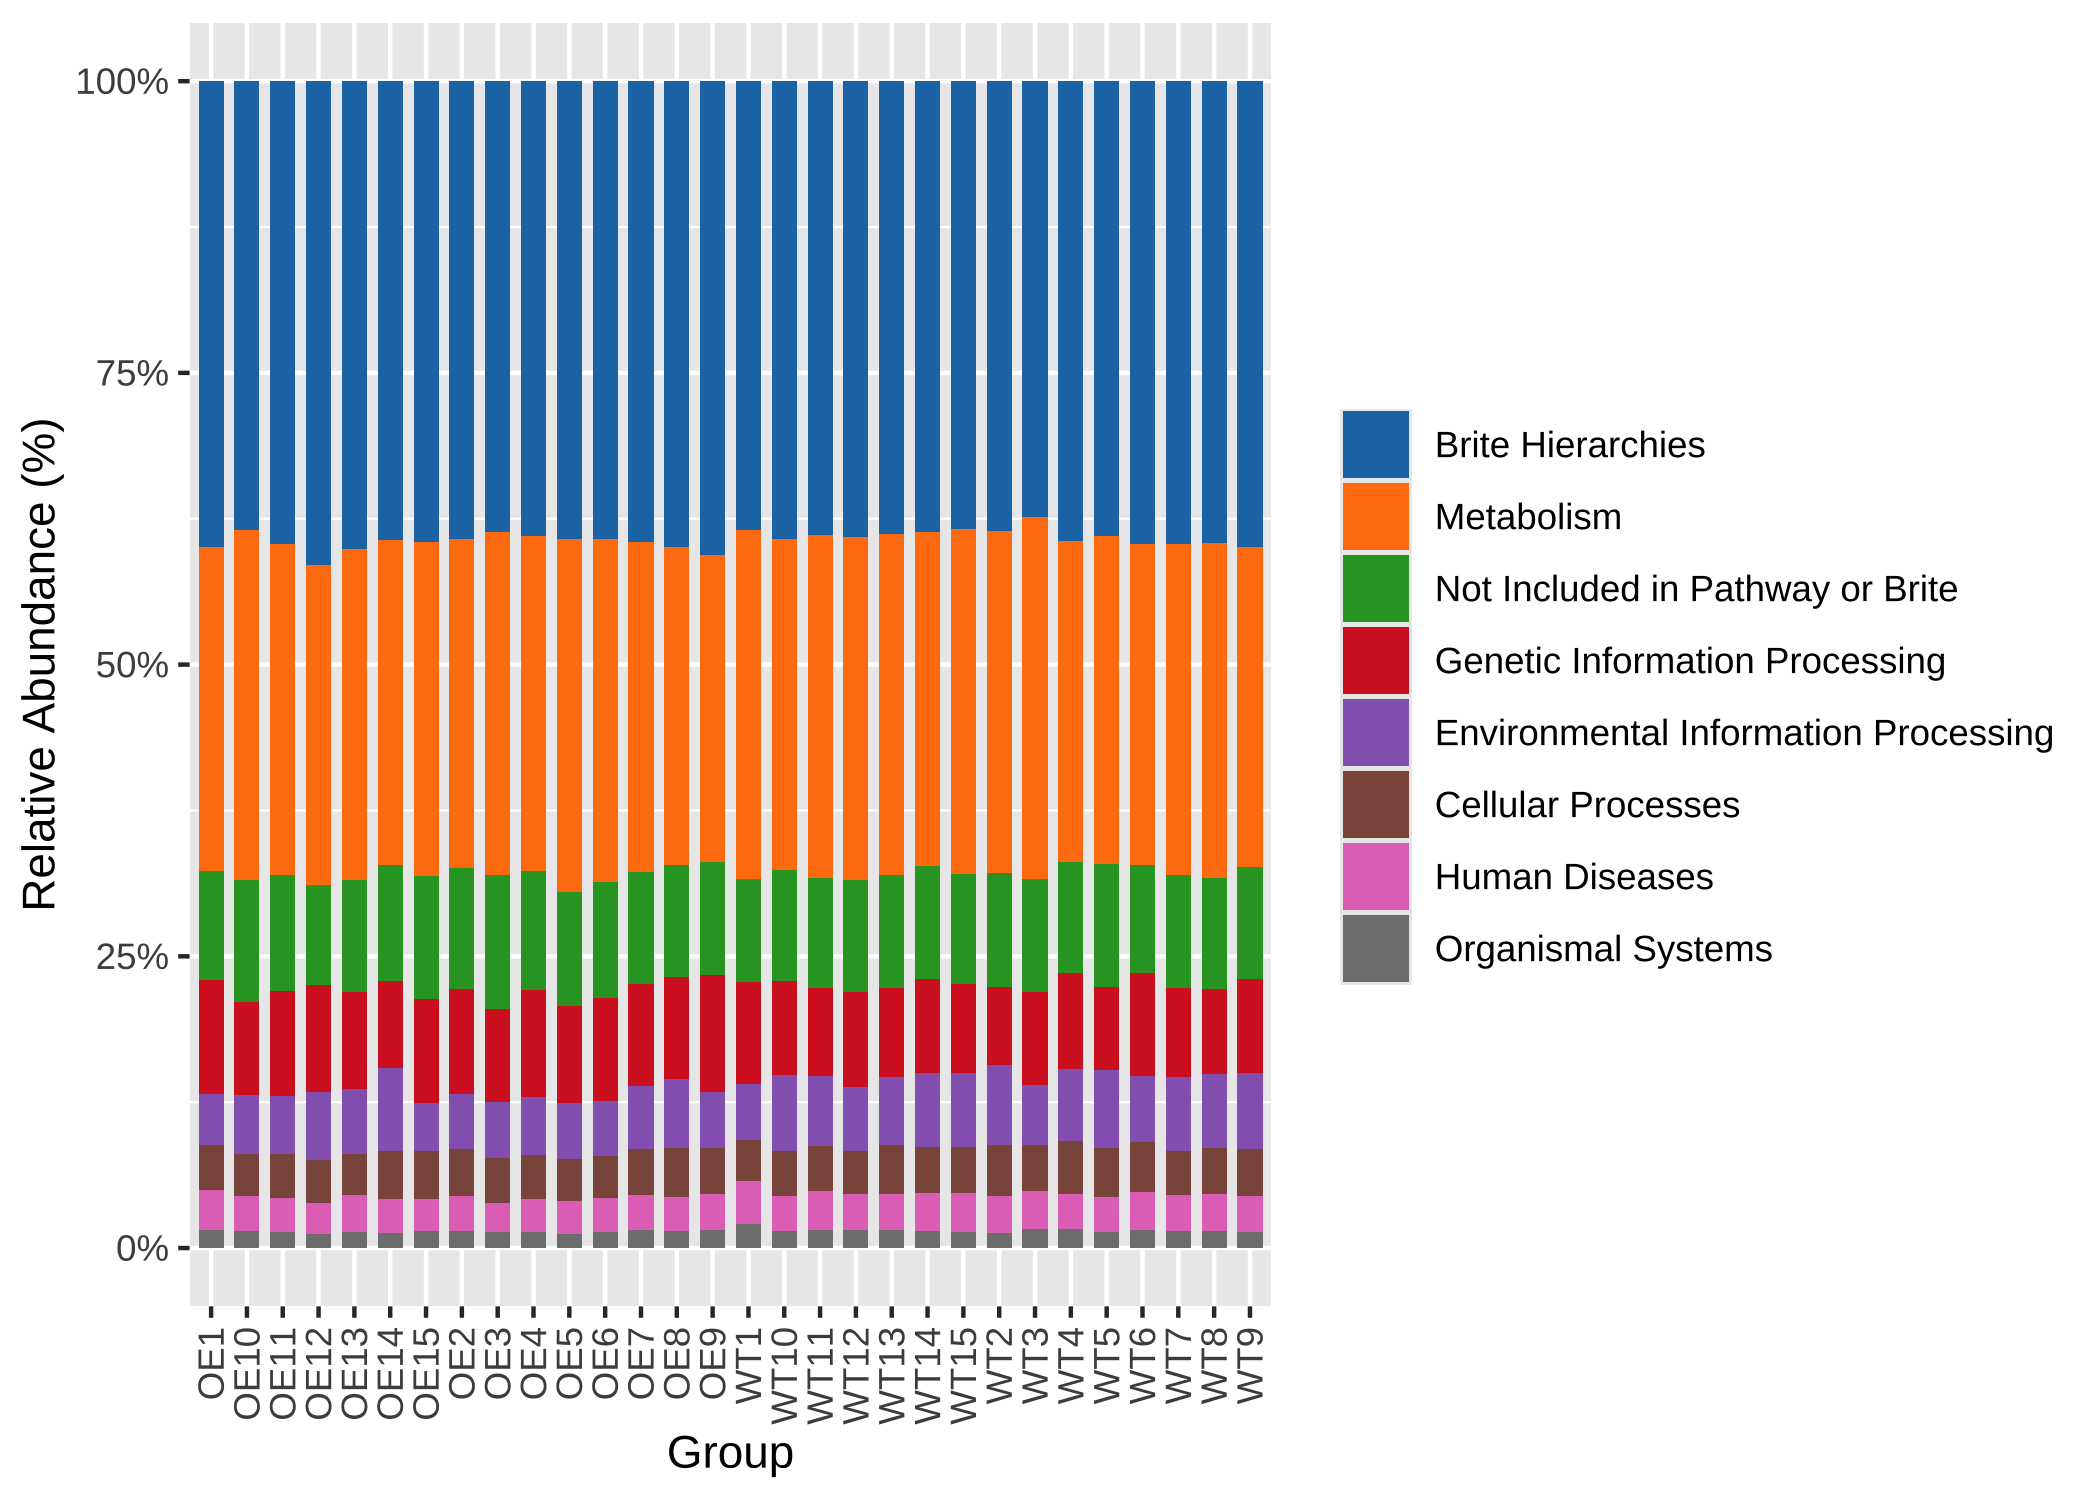 Relative Abundance (%)
100%
75%
50%
25%
0%
OE1
OE10
OE11
OE12
OE13
OE14
OE15
OE2
OE3
OE4
OE5
OE6
OE7
OE8
OE9
WT1
WT10
WT11
WT12
WT13
WT14
WT15
WT2
WT3
WT4
WT5
WT6
WT7
WT8
WT9
Group
Brite Hierarchies
Metabolism
Not Included in Pathway or Brite
Genetic Information Processing
Environmental Information Processing
Cellular Processes
Human Diseases
Organismal Systems